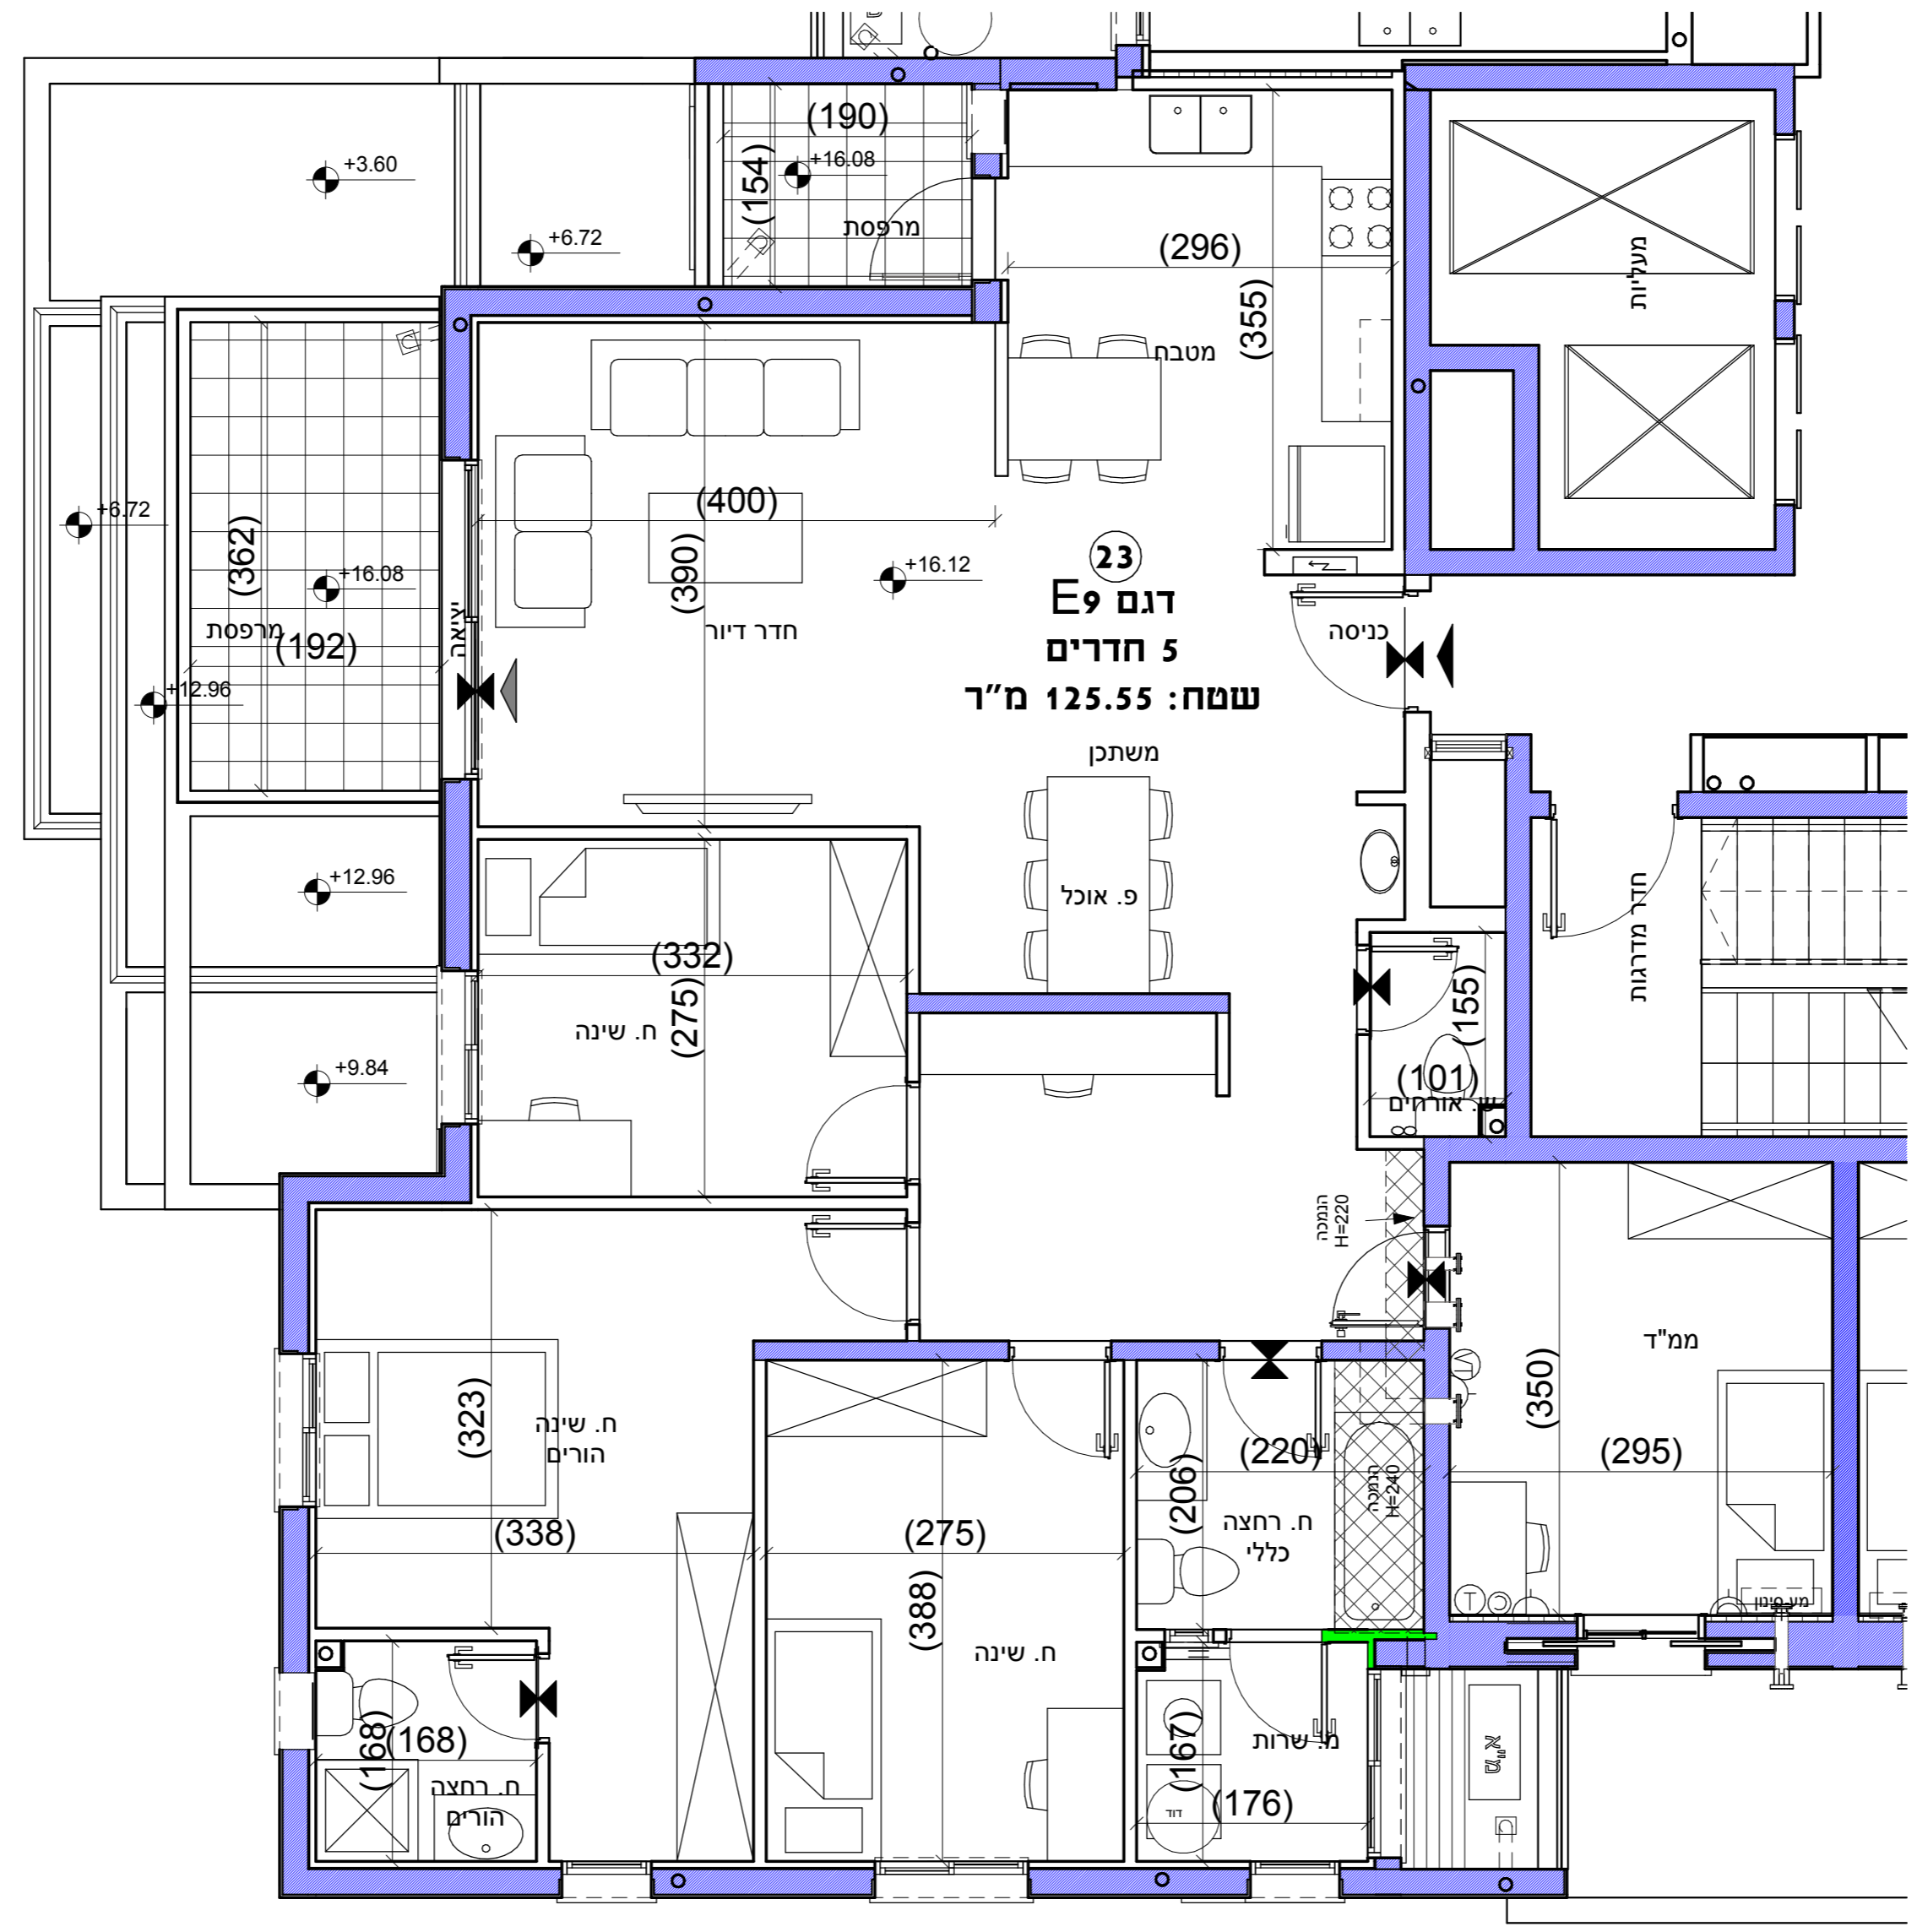 (190)
+16.08
(154)
מרפסת
+3.60
+6.72
(296)
(355)
מטבח
מעליות
(400)
(390)
+16.12
חדר דיור
23
דגם E9
5 חדרים
שטח: 125.55 מ"ר
משתכן
כניסה
+6.72
(362)
+16.08
מרפסת
(192)
יציאה
+12.96
+12.96
+9.84
פ. אוכל
(332)
(275)
ח. שינה
(155)
(101)
ש. אורחים
חדר מדרגות
הנמכה
H=220
ממ"ד
(350)
(295)
מע.סינון
(323)
ח. שינה
הורים
(338)
(275)
(388)
ח. שינה
(220)
(206)
ח. רחצה
כללי
הנמכה
H=240
(168)
(168)
ח. רחצה
הורים
(167)
מ. שרות
(176)
דוד
T